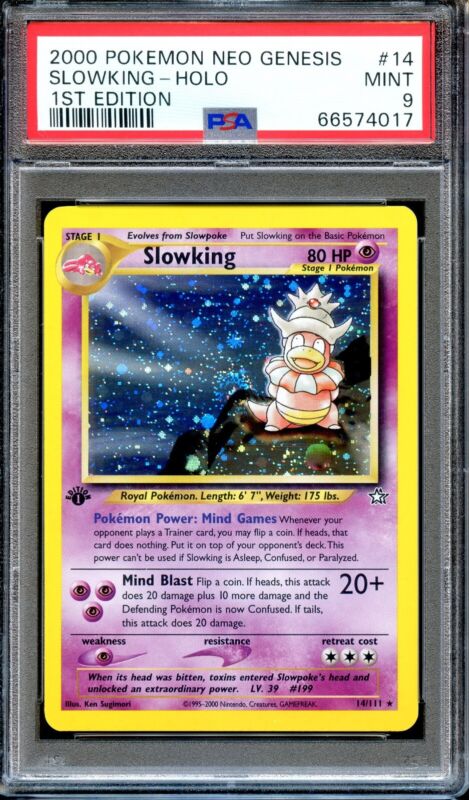 2000 POKEMON NEO GENESIS #14
SLOWKING - HOLO MINT
1ST EDITION 9
PSA 66574017
STAGE 1 Evolves from Slowpoke Put Slowking on the Basic Pokémon
Slowking 80 HP
Stage 1 Pokémon
EDITION
1
Royal Pokémon. Length: 6' 7", Weight: 175 lbs.
Pokémon Power: Mind Games Whenever your
opponent plays a Trainer card, you may flip a coin. If heads, that
card does nothing. Put it on top of your opponent's deck. This
power can't be used if Slowking is Asleep, Confused, or Paralyzed.
Mind Blast Flip a coin. If heads, this attack 20+
does 20 damage plus 10 more damage and the
Defending Pokémon is now Confused. If tails,
this attack does 20 damage.
weakness resistance retreat cost
When its head was bitten, toxins entered Slowpoke's head and
unlocked an extraordinary power. LV. 39 #199
Illus. Ken Sugimori ©1995-2000 Nintendo, Creatures, GAMEFREAK. 14/111 ★